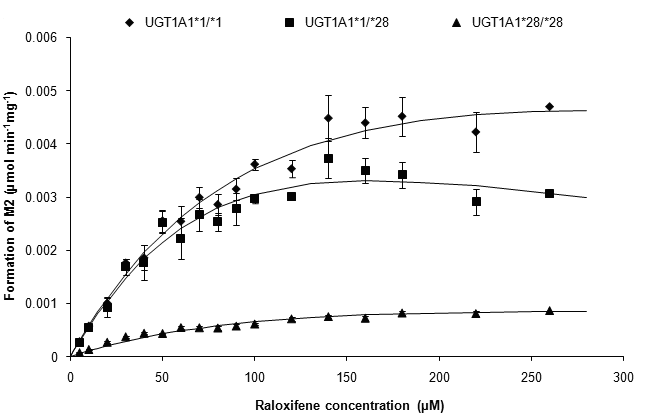 UGT1A1*1/*1 UGT1A1*1/*28 UGT1A1*28/*28
0.006
0.005
0.004
0.003
0.002
0.001
0
Formation of M2 (µmol min⁻¹mg⁻¹)
0 50 100 150 200 250 300
Raloxifene concentration (µM)